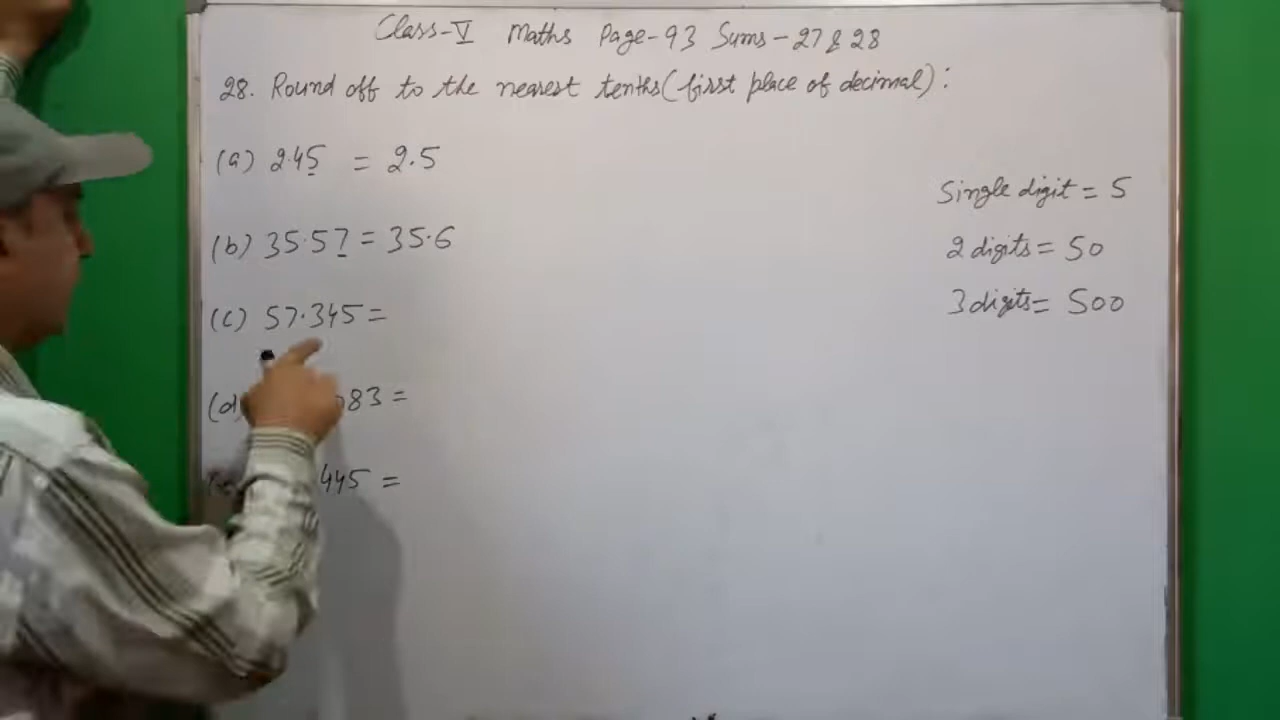 Class-V Maths Page-93 Sums-27 & 28
28. Round off to the nearest tenths (first place of decimal):
(a) 2.45 = 2.5
(b) 35.57 = 35.6
(c) 57.345 =
(d) 83 =
445 =
Single digit = 5
2 digits = 50
3 digits = 500